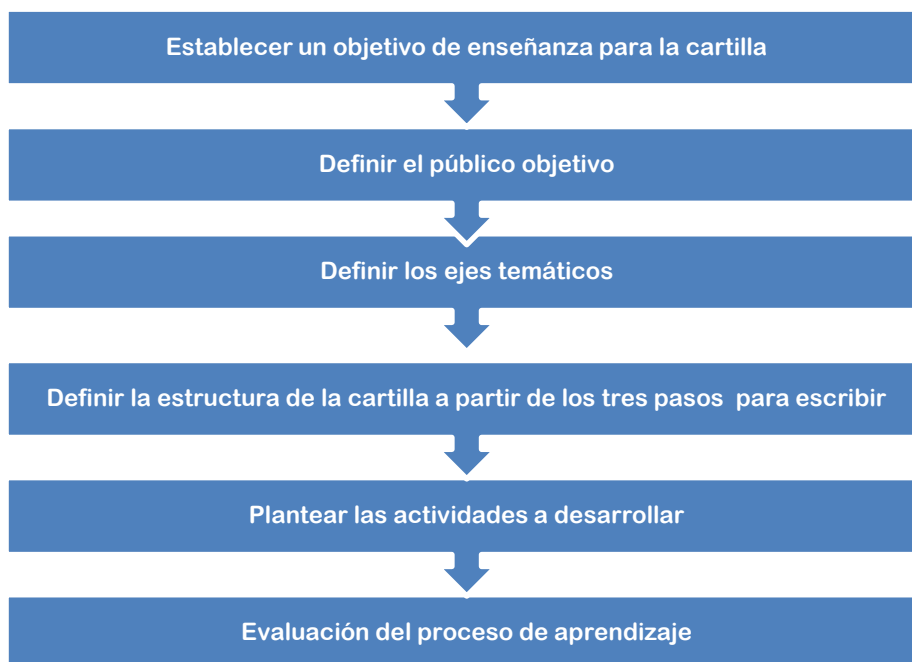 Establecer un objetivo de enseñanza para la cartilla
Definir el público objetivo
Definir los ejes temáticos
Definir la estructura de la cartilla a partir de los tres pasos  para escribir
Plantear las actividades a desarrollar
Evaluación del proceso de aprendizaje